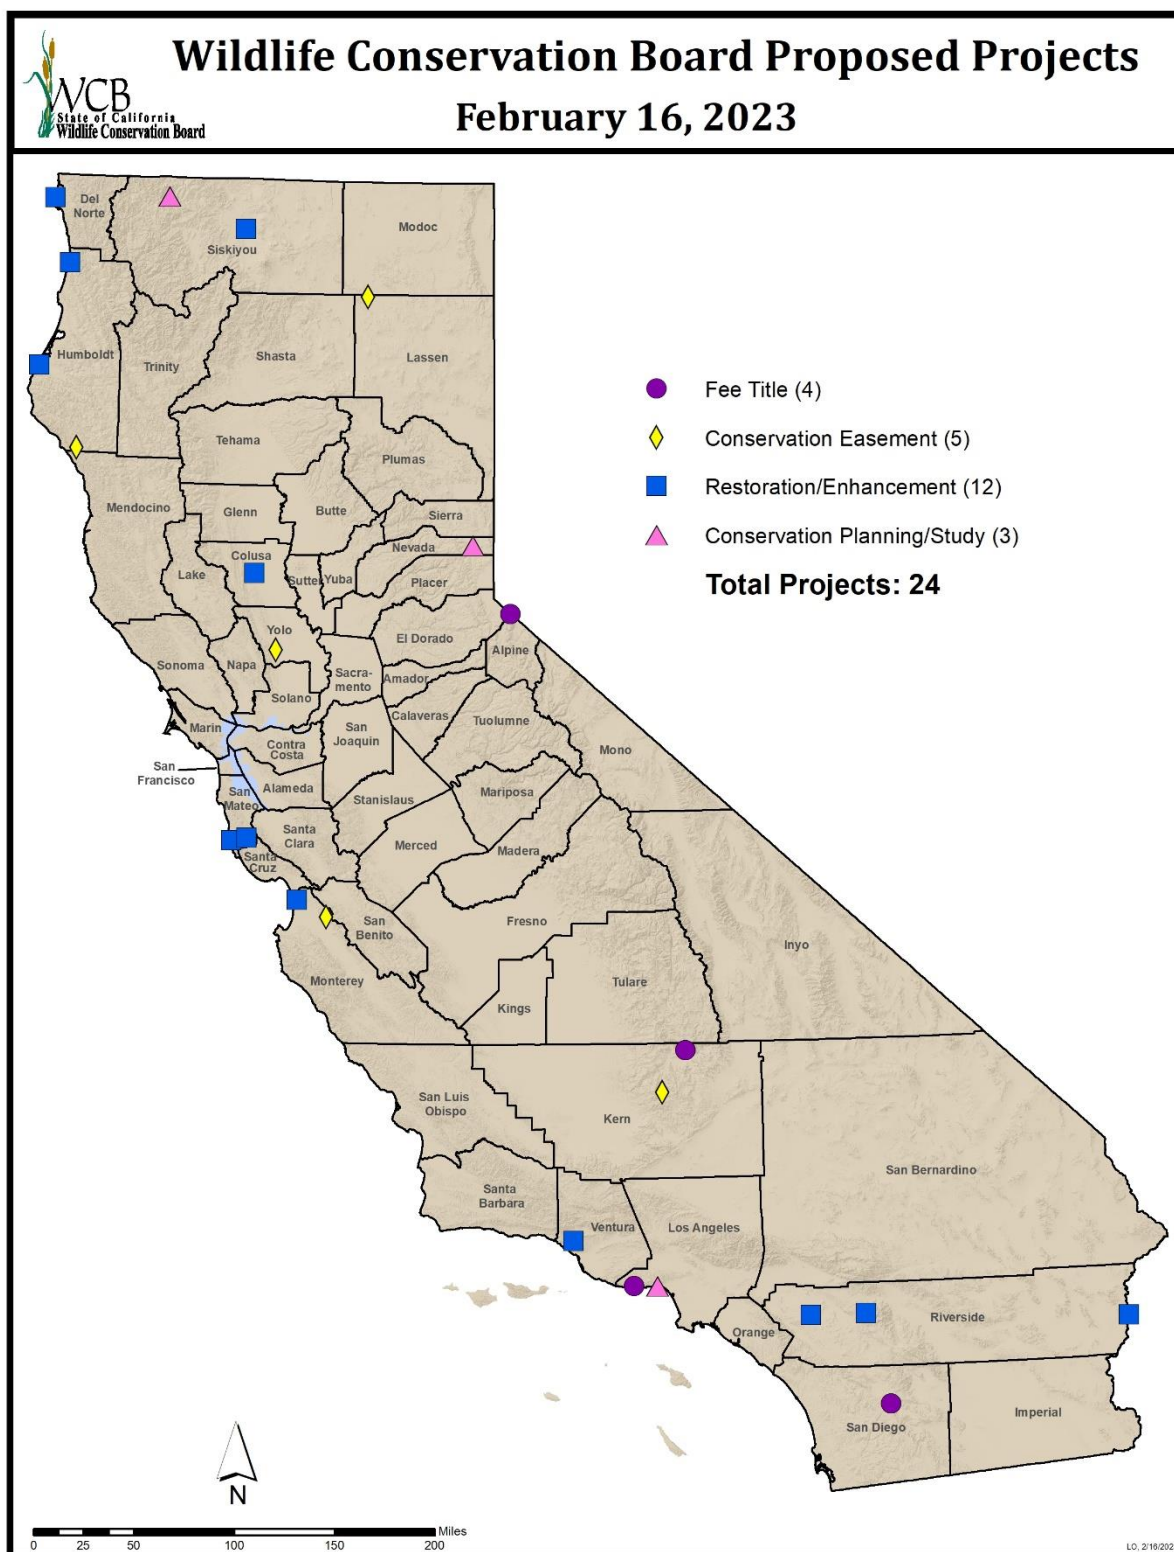 Wildlife Conservation Board Proposed Projects
February 16, 2023
WCB
State of California
Wildlife Conservation Board
Del
Norte
Siskiyou
Modoc
Humboldt
Trinity
Shasta
Lassen
Tehama
Plumas
Mendocino
Glenn
Butte
Sierra
Colusa
Nevada
Lake
Sutter
Yuba
Placer
Yolo
El Dorado
Sonoma
Napa
Sacra-
mento
Alpine
Amador
Solano
Marin
Calaveras
Tuolumne
Contra
Costa
San
Joaquin
Mono
San
Francisco
San
Mateo
Alameda
Stanislaus
Mariposa
Santa
Clara
Merced
Madera
Santa
Cruz
San
Benito
Fresno
Inyo
Monterey
Kings
Tulare
San Luis
Obispo
Kern
San Bernardino
Santa
Barbara
Ventura
Los Angeles
Orange
Riverside
San Diego
Imperial
Fee Title (4)
Conservation Easement (5)
Restoration/Enhancement (12)
Conservation Planning/Study (3)
Total Projects: 24
N
Miles
0 25 50 100 150 200